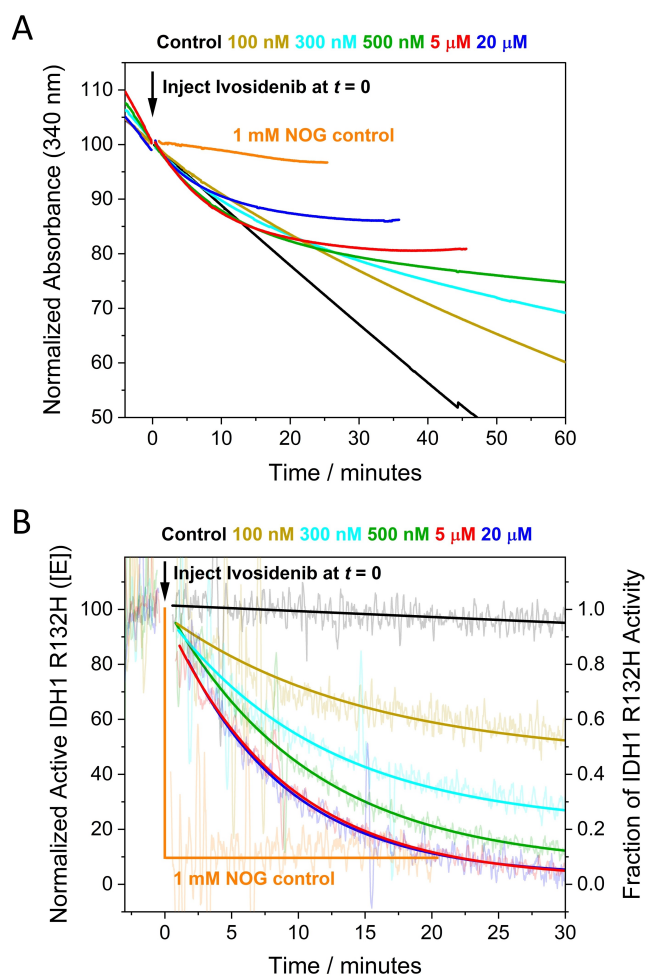 A
Control 100 nM 300 nM 500 nM 5 μM 20 μM
Inject Ivosidenib at t = 0
1 mM NOG control
Normalized Absorbance (340 nm)
110
100
90
80
70
60
50
0 10 20 30 40 50 60
Time / minutes
B
Control 100 nM 300 nM 500 nM 5 μM 20 μM
Inject Ivosidenib at t = 0
Normalized Active IDH1 R132H ([E])
100
80
60
40
20
0
1.0
0.8
0.6
0.4
0.2
0.0
Fraction of IDH1 R132H Activity
1 mM NOG control
0 5 10 15 20 25 30
Time / minutes